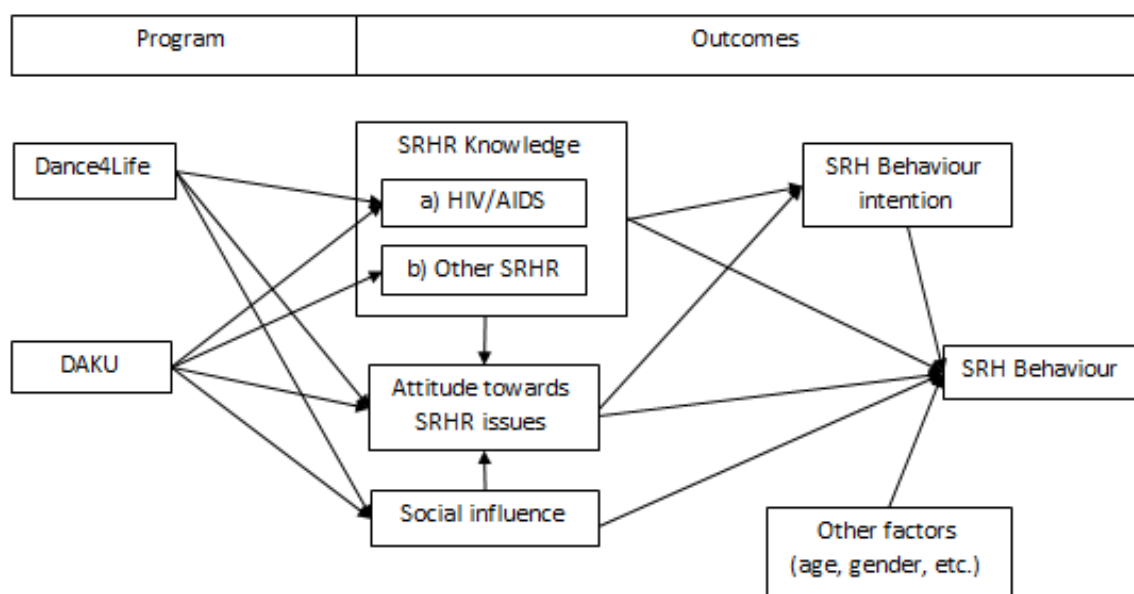 Program
Outcomes
Dance4Life
SRHR Knowledge
a) HIV/AIDS
b) Other SRHR
SRH Behaviour
intention
DAKU
Attitude towards
SRHR issues
SRH Behaviour
Social influence
Other factors
(age, gender, etc.)